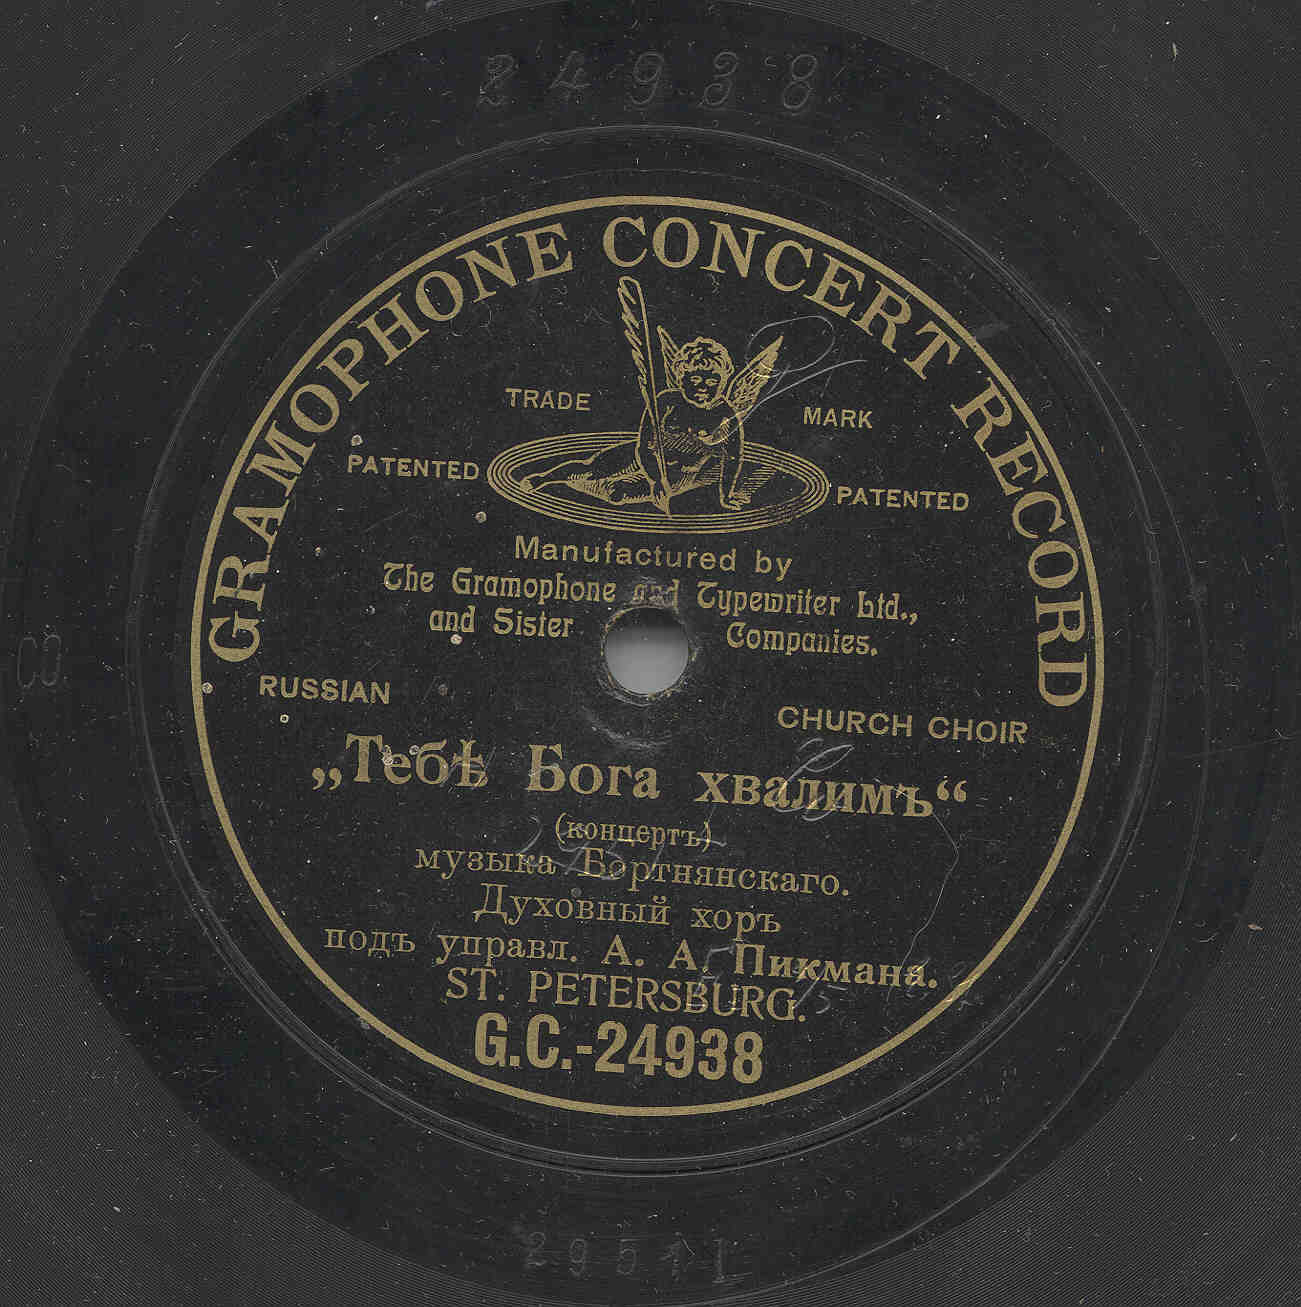 24938
GRAMOPHONE CONCERT RECORD
TRADE MARK
PATENTED PATENTED
Manufactured by
The Gramophone and Typewriter Ltd.,
and Sister Companies.
RUSSIAN CHURCH CHOIR
„Тебѣ Бога хвалимъ“
(концертъ)
музыка Бортнянскаго.
Духовный хоръ
подъ управл. А. А. Пикмана.
ST. PETERSBURG.
G.C.-24938